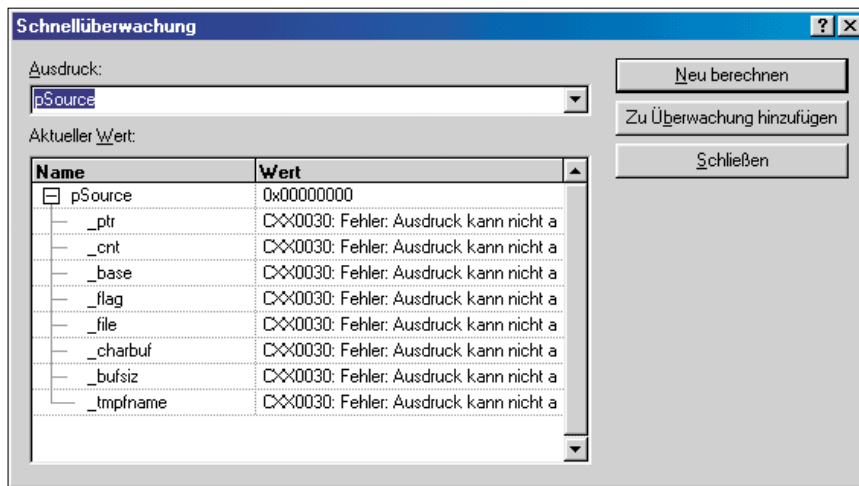 Schnellüberwachung
Ausdruck:
pSource
Aktueller Wert:
Name Wert
pSource 0x00000000
_ptr CXX0030: Fehler: Ausdruck kann nicht a
_cnt CXX0030: Fehler: Ausdruck kann nicht a
_base CXX0030: Fehler: Ausdruck kann nicht a
_flag CXX0030: Fehler: Ausdruck kann nicht a
_file CXX0030: Fehler: Ausdruck kann nicht a
_charbuf CXX0030: Fehler: Ausdruck kann nicht a
_bufsiz CXX0030: Fehler: Ausdruck kann nicht a
_tmpfname CXX0030: Fehler: Ausdruck kann nicht a
Neu berechnen
Zu Überwachung hinzufügen
Schließen